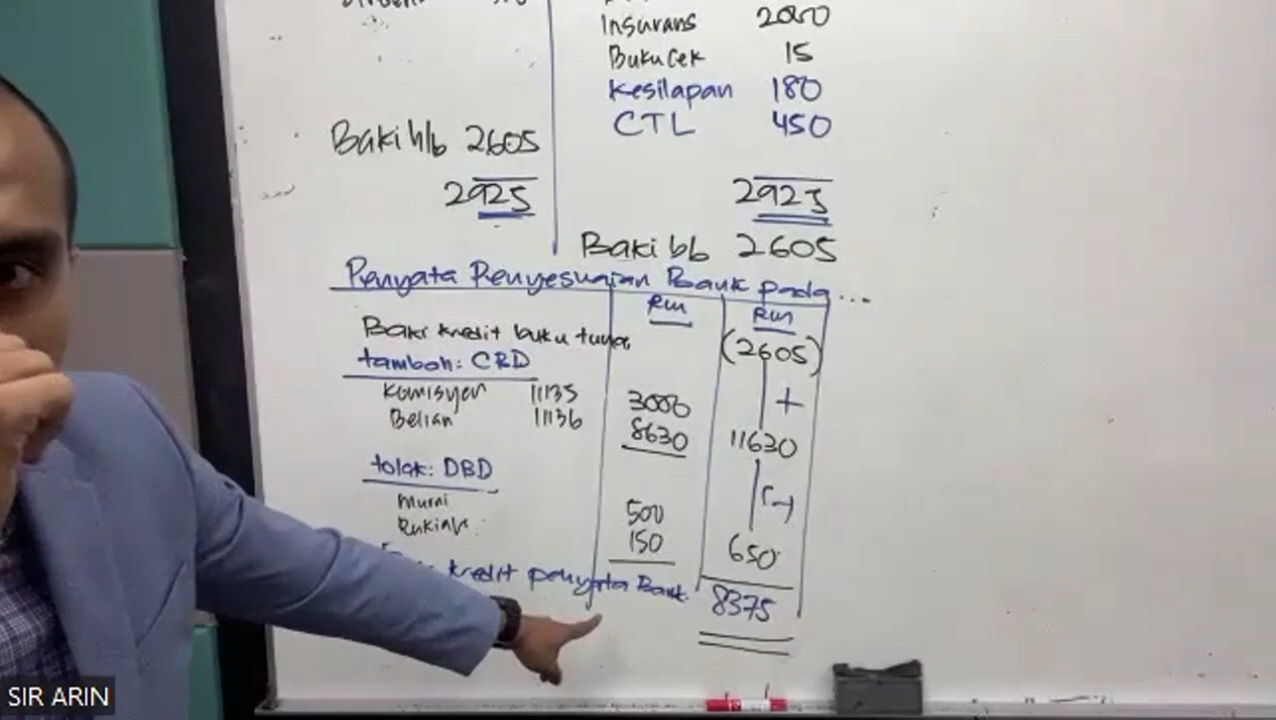 Insurans 2000
Buku cek 15
Kesilapan 180
CTL 450
Baki h/b 2605
2925 2925
Baki b/b 2605
Penyata Penyesuaian Bank pada...
RM RM
Baki kredit buku tunai (2605)
tambah: CRD
Komisyen 11135 3000 +
Belian 11136 8630 11630
tolak: DBD (-)
Murni 500
Rukiah: 150 650
kredit penyata Bank. 8375
SIR ARIN